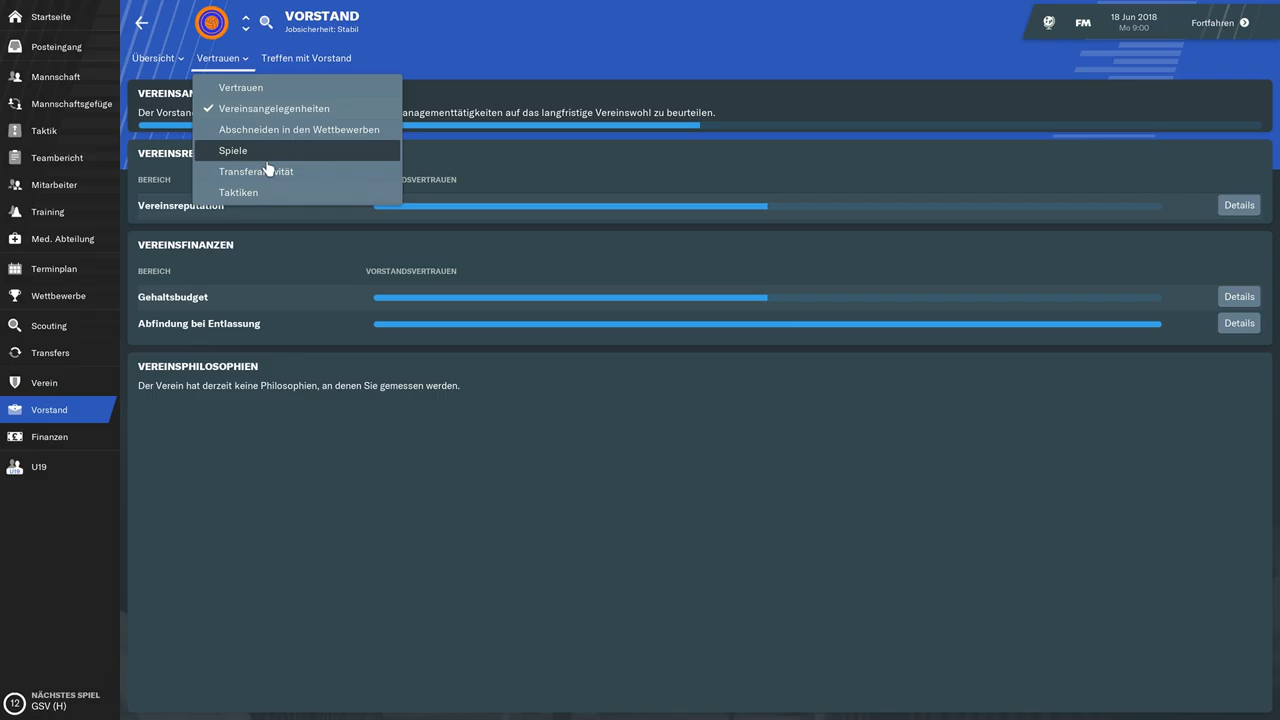 Startseite
Posteingang
Mannschaft
Mannschaftsgefüge
Taktik
Teambericht
Mitarbeiter
Training
Med. Abteilung
Terminplan
Wettbewerbe
Scouting
Transfers
Verein
Vorstand
Finanzen
U19
U19
12 NÄCHSTES SPIEL
GSV (H)
VORSTAND
Jobsicherheit: Stabil
FM
18 Jun 2018
Mo 9:00
Fortfahren
Übersicht Vertrauen Treffen mit Vorstand
Vertrauen
Vereinsangelegenheiten
Abschneiden in den Wettbewerben
Spiele
Taktiken
Der Vorstand
managementtätigkeiten auf das langfristige Vereinswohl zu beurteilen.
BEREICH
Vereinsreputation Details
VEREINSFINANZEN
BEREICH VORSTANDSVERTRAUEN
Gehaltsbudget Details
Abfindung bei Entlassung Details
VEREINSPHILOSOPHIEN
Der Verein hat derzeit keine Philosophien, an denen Sie gemessen werden.